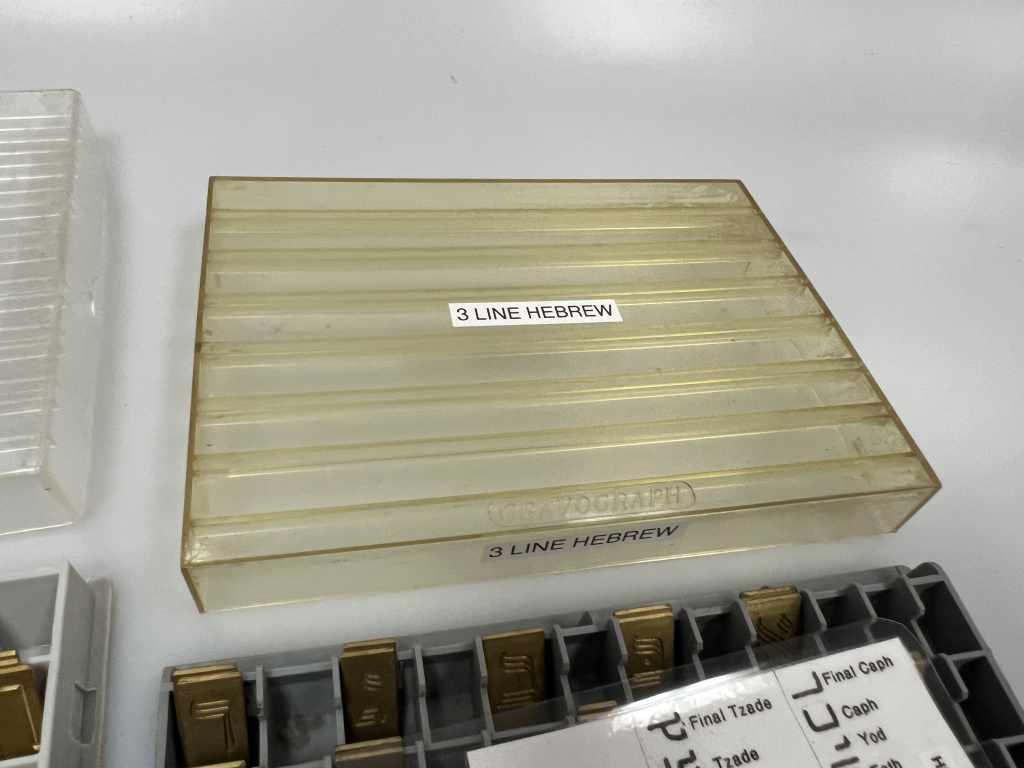 3 LINE HEBREW
GRAVOGRAPH
3 LINE HEBREW
Final Caph
Caph
Yod
Final Tzade
Tzade